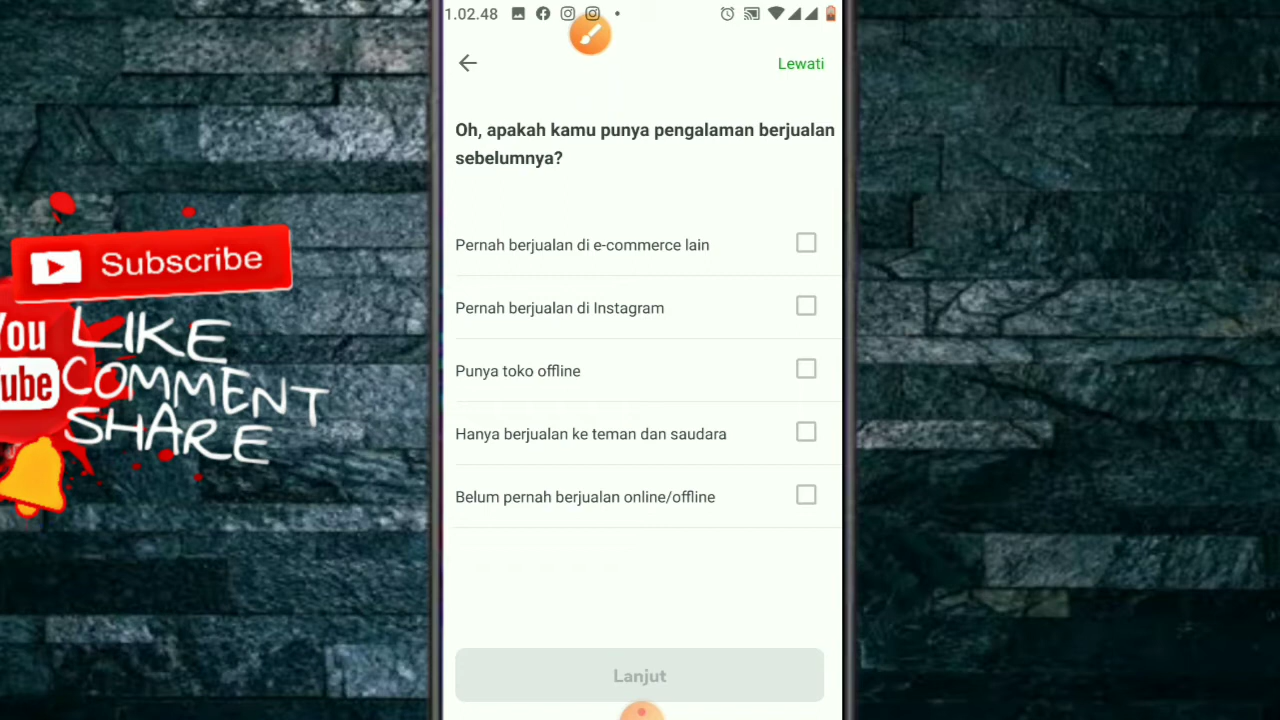 1.02.48
Lewati
Oh, apakah kamu punya pengalaman berjualan
sebelumnya?
Pernah berjualan di e-commerce lain
Pernah berjualan di Instagram
Punya toko offline
Hanya berjualan ke teman dan saudara
Belum pernah berjualan online/offline
Lanjut
Subscribe
You
Tube
LIKE
COMMENT
SHARE